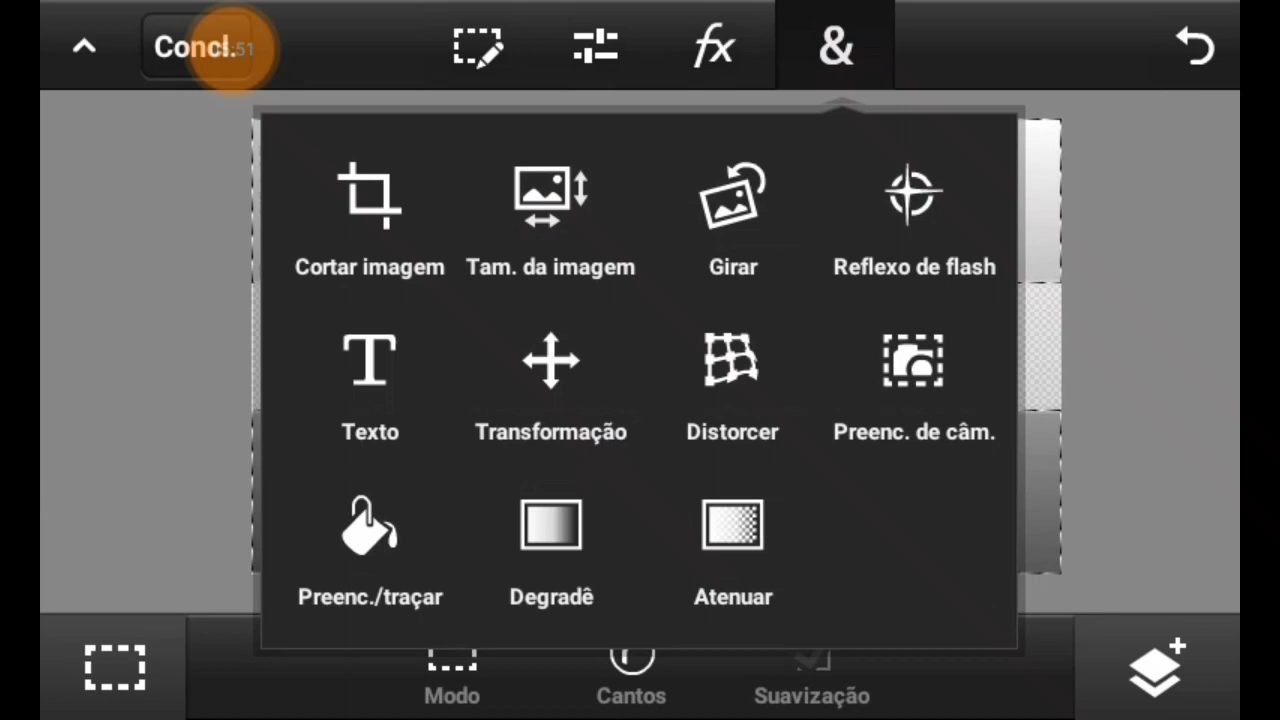 Concl.
fx
&
Cortar imagem
Tam. da imagem
Girar
Reflexo de flash
T
Texto
Transformação
Distorcer
Preenc. de câm.
Preenc./traçar
Degradê
Atenuar
Modo
Cantos
Suavização